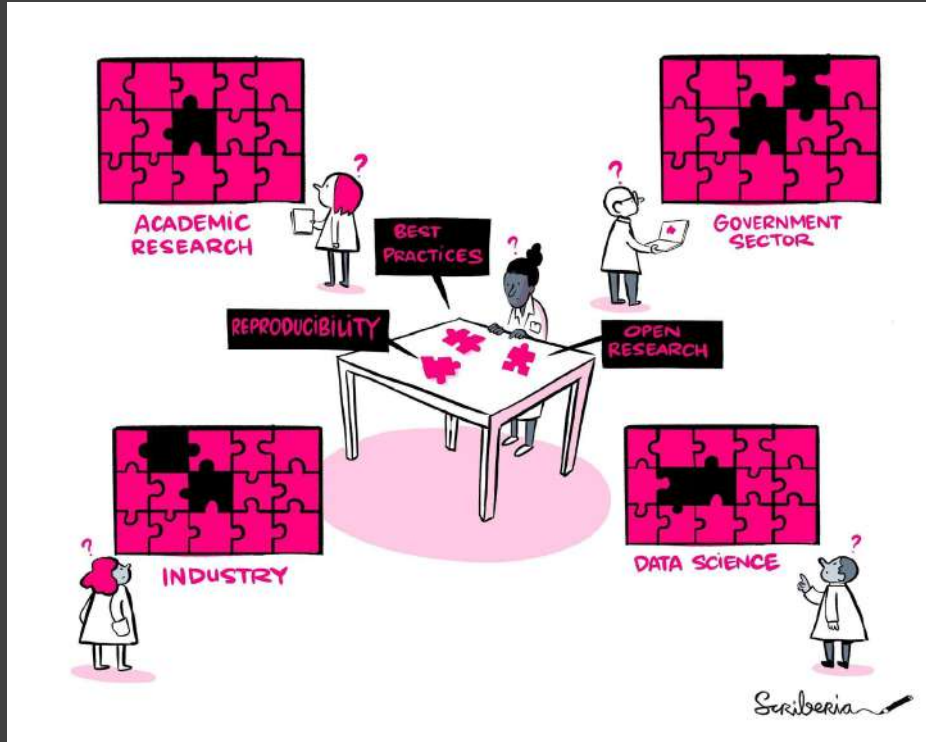 ACADEMIC
RESEARCH
?
GOVERNMENT
SECTOR
?
BEST
PRACTICES
?
REPRODUCIBILITY
OPEN
RESEARCH
INDUSTRY
?
DATA SCIENCE
?
Scriberia